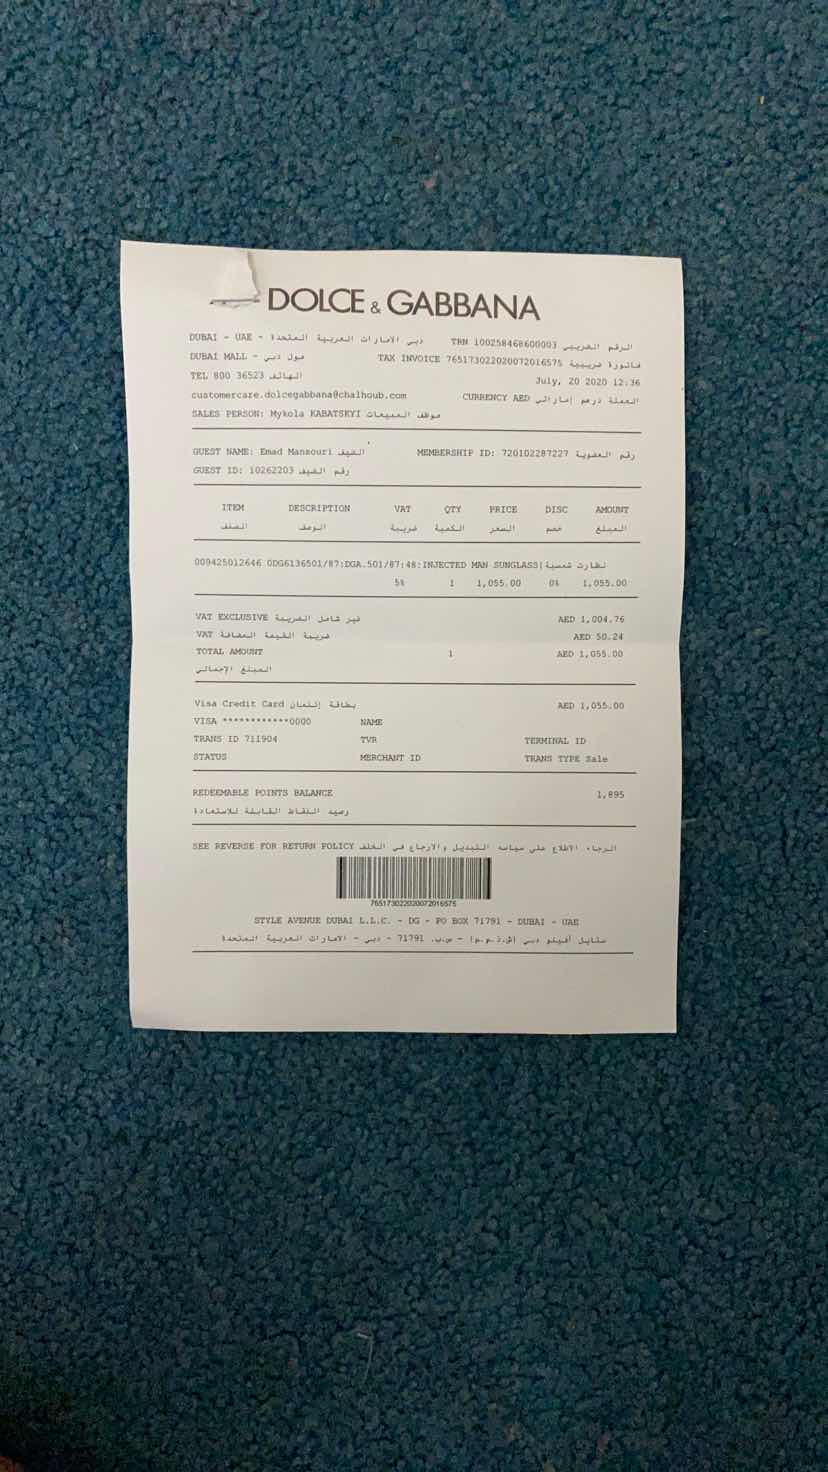 DOLCE & GABBANA
DUBAI - UAE - دبي الامارات العربية المتحدة TRN 100258468600003 الرقم الضريبي
DUBAI MALL - مول دبي TAX INVOICE 765173022020072016575 فاتورة ضريبية
TEL 800 36523 الهاتف July, 20 2020 12:36
customercare.dolcegabbana@chalhoub.com CURRENCY AED العملة درهم إماراتي
SALES PERSON: Mykola KABATSKYI موظف المبيعات
GUEST NAME: Emad Mansouri الضيف MEMBERSHIP ID: 720102287227 رقم العضوية
GUEST ID: 10262203 رقم الضيف
ITEM DESCRIPTION VAT QTY PRICE DISC AMOUNT
الصنف الوصف ضريبة الكمية السعر خصم المبلغ
009425012646 0DG6136501/87:DGA.501/87:48:INJECTED MAN SUNGLASS|نظارت شمسية
5% 1 1,055.00 0% 1,055.00
VAT EXCLUSIVE غير شامل الضريبة AED 1,004.76
VAT ضريبة القيمة المضافة AED 50.24
TOTAL AMOUNT 1 AED 1,055.00
المبلغ الإجمالي
Visa Credit Card بطاقة إئتمان AED 1,055.00
VISA ************0000 NAME
TRANS ID 711904 TVR TERMINAL ID
STATUS MERCHANT ID TRANS TYPE Sale
REDEEMABLE POINTS BALANCE 1,895
رصيد النقاط القابلة للاستعادة
SEE REVERSE FOR RETURN POLICY الرجاء الاطلاع على سياسة التبديل والارجاع في الخلف
765173022020072016575
STYLE AVENUE DUBAI L.L.C. - DG - PO BOX 71791 - DUBAI - UAE
ستايل أفينيو دبي (ش.ذ.م.م) - ص.ب. 71791 - دبي - الامارات العربية المتحدة